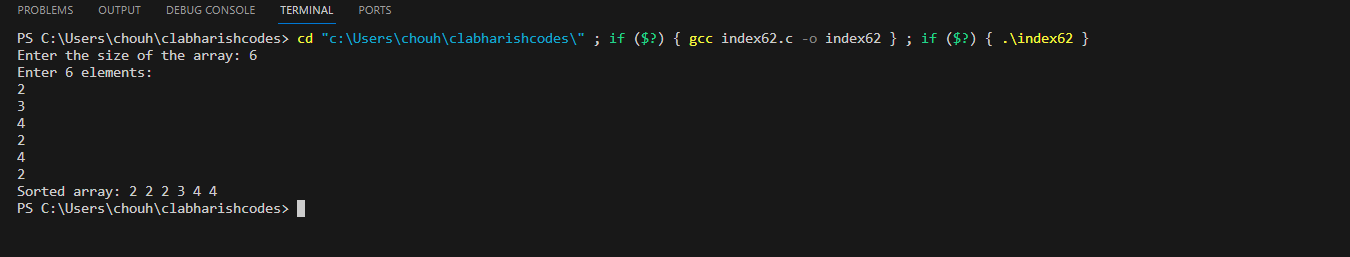 PROBLEMS OUTPUT DEBUG CONSOLE TERMINAL PORTS
PS C:\Users\chouh\clabharishcodes> cd "c:\Users\chouh\clabharishcodes\" ; if ($?) { gcc index62.c -o index62 } ; if ($?) { .\index62 }
Enter the size of the array: 6
Enter 6 elements:
2
3
4
2
4
2
Sorted array: 2 2 2 3 4 4
PS C:\Users\chouh\clabharishcodes>